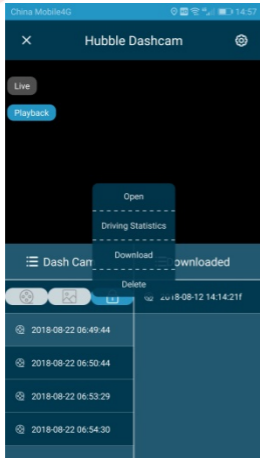 China Mobile4G 14:57
Hubble Dashcam
Live
Playback
Open
Driving Statistics
Download
Delete
Dash Cam
ownloaded
2018-08-12 14:14:21f
2018-08-22 06:49:44
2018-08-22 06:50:44
2018-08-22 06:53:29
2018-08-22 06:54:30